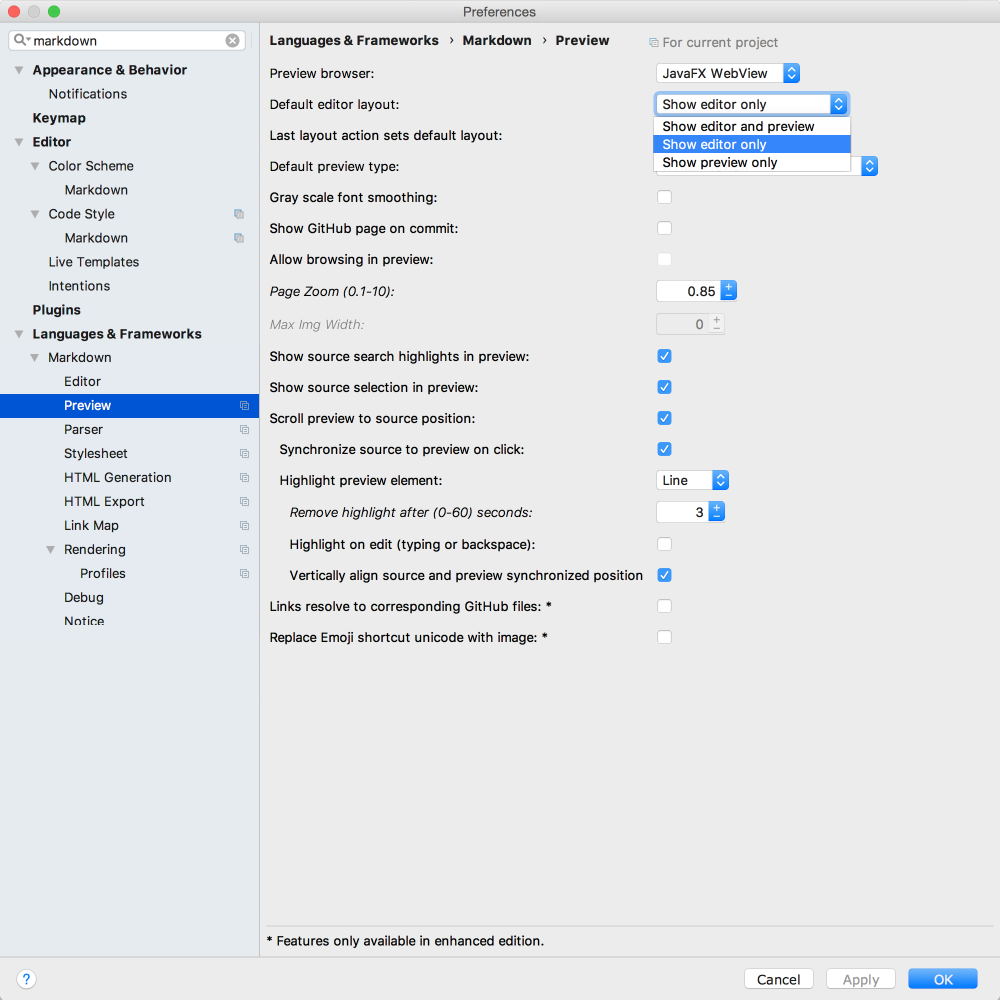 Preferences
markdown
Appearance & Behavior
Notifications
Keymap
Editor
Color Scheme
Markdown
Code Style
Markdown
Live Templates
Intentions
Plugins
Languages & Frameworks
Markdown
Editor
Preview
Parser
Stylesheet
HTML Generation
HTML Export
Link Map
Rendering
Profiles
Debug
Notice
Languages & Frameworks › Markdown › Preview For current project
Preview browser: JavaFX WebView
Default editor layout: Show editor only
Show editor and preview
Last layout action sets default layout: Show editor only
Default preview type: Show preview only
Gray scale font smoothing:
Show GitHub page on commit:
Allow browsing in preview:
Page Zoom (0.1-10): 0.85
Max Img Width: 0
Show source search highlights in preview:
Show source selection in preview:
Scroll preview to source position:
Synchronize source to preview on click:
Highlight preview element: Line
Remove highlight after (0-60) seconds: 3
Highlight on edit (typing or backspace):
Vertically align source and preview synchronized position
Links resolve to corresponding GitHub files: *
Replace Emoji shortcut unicode with image: *
* Features only available in enhanced edition.
? Cancel Apply OK